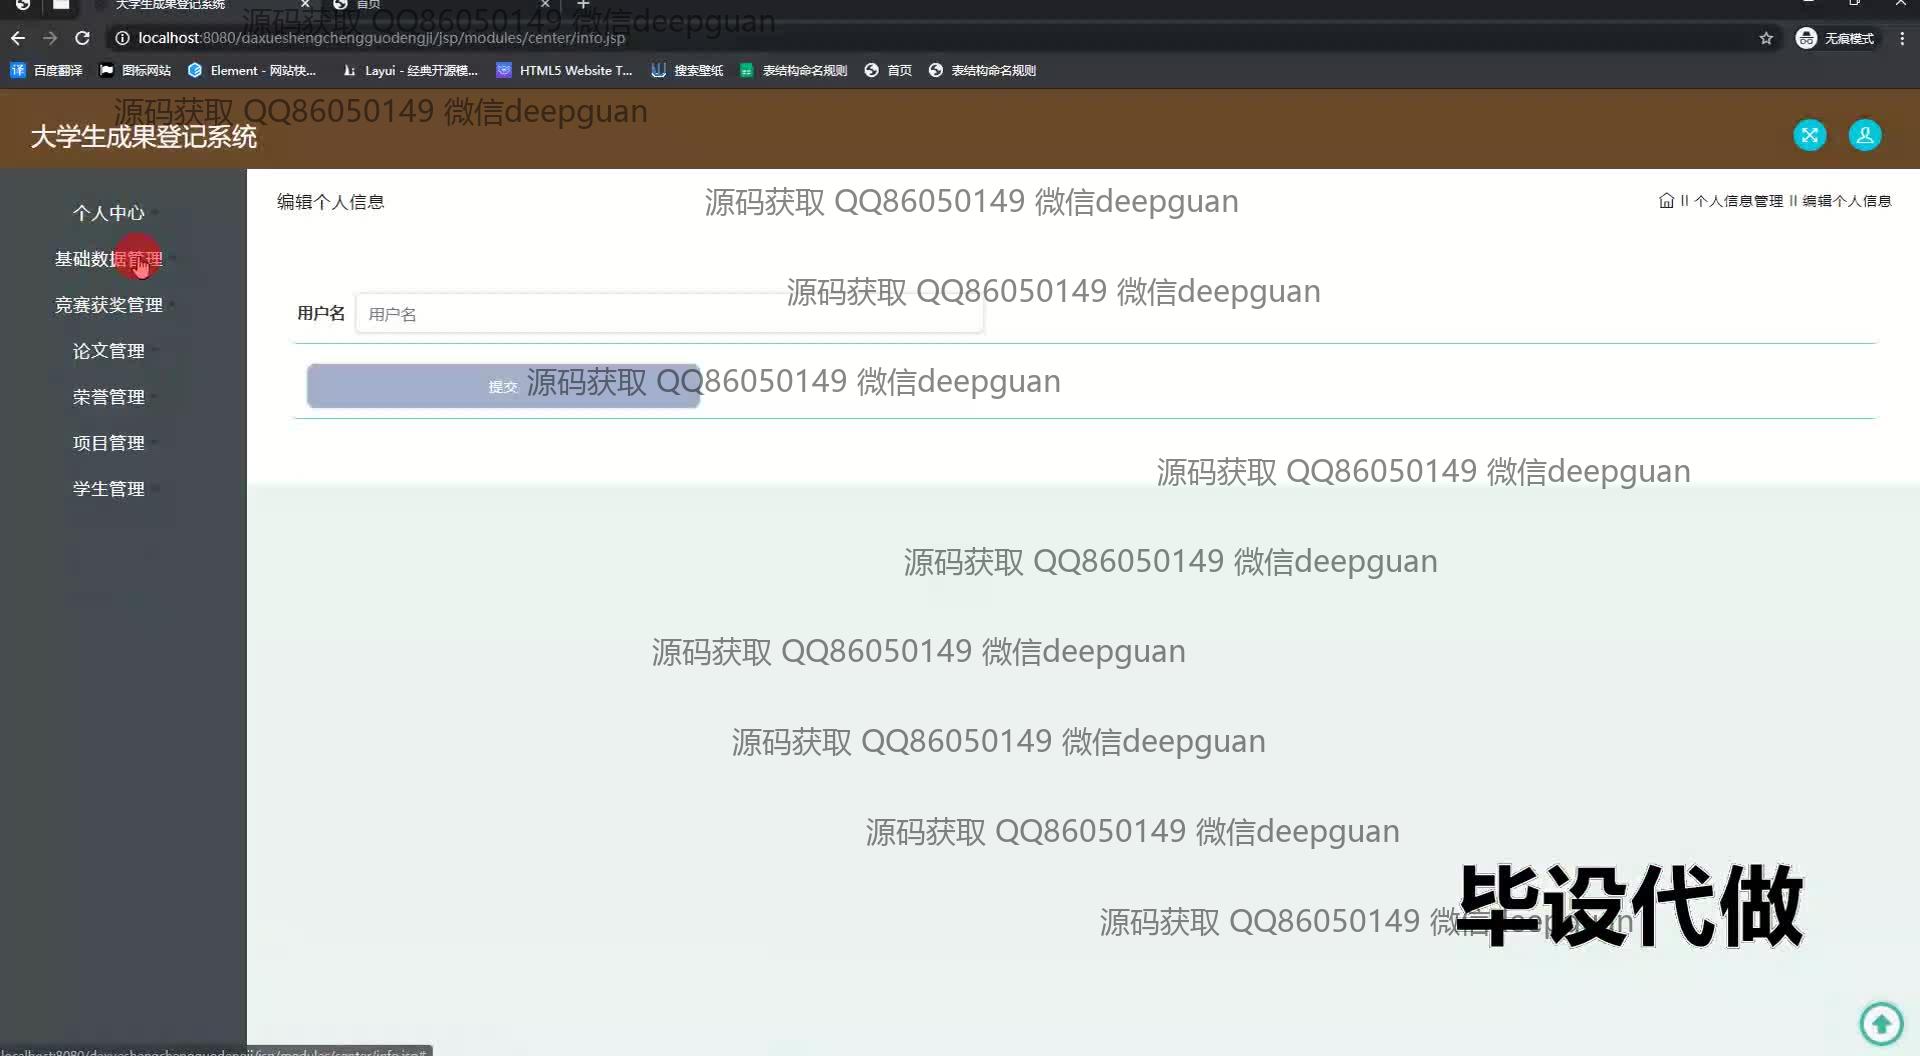 大学生成果登记系统
首页
源码获取 QQ86050149 微信deepguan
localhost:8080/daxueshengchengguodengji/jsp/modules/center/info.jsp
无痕模式
百度翻译
图标网站
Element - 网站快...
Layui - 经典开源模...
HTML5 Website T...
搜索壁纸
表结构命名规则
首页
表结构命名规则
源码获取 QQ86050149 微信deepguan
大学生成果登记系统
个人中心
基础数据管理
竞赛获奖管理
论文管理
荣誉管理
项目管理
学生管理
编辑个人信息
源码获取 QQ86050149 微信deepguan
个人信息管理
编辑个人信息
源码获取 QQ86050149 微信deepguan
用户名
用户名
提交
源码获取 QQ86050149 微信deepguan
源码获取 QQ86050149 微信deepguan
源码获取 QQ86050149 微信deepguan
源码获取 QQ86050149 微信deepguan
源码获取 QQ86050149 微信deepguan
源码获取 QQ86050149 微信deepguan
源码获取 QQ86050149 微信deepguan
毕设代做
localhost:8080/daxueshengchengguodengji/jsp/modules/center/info.jsp#